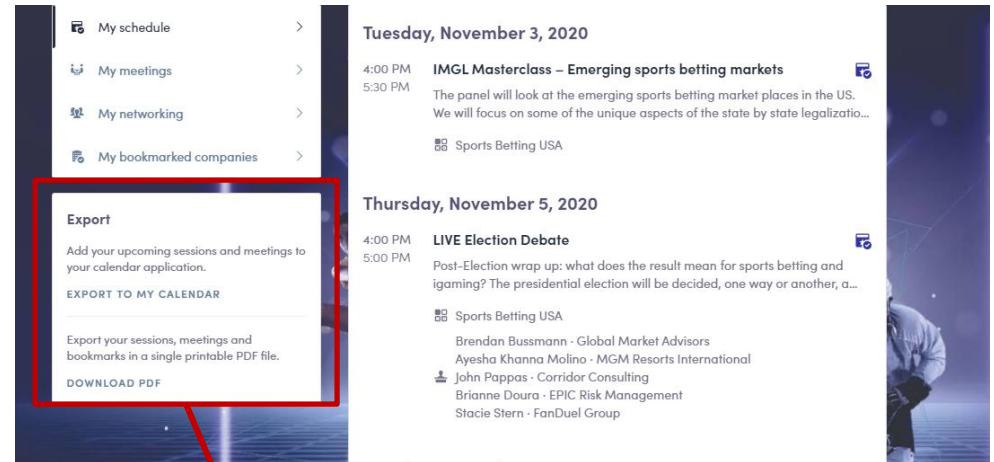 My schedule
My meetings
My networking
My bookmarked companies
Export
Add your upcoming sessions and meetings to
your calendar application.
EXPORT TO MY CALENDAR
Export your sessions, meetings and
bookmarks in a single printable PDF file.
DOWNLOAD PDF
Tuesday, November 3, 2020
4:00 PM IMGL Masterclass – Emerging sports betting markets
5:30 PM The panel will look at the emerging sports betting market places in the US.
We will focus on some of the unique aspects of the state by state legalizatio...
Sports Betting USA
Thursday, November 5, 2020
4:00 PM LIVE Election Debate
5:00 PM Post-Election wrap up: what does the result mean for sports betting and
igaming? The presidential election will be decided, one way or another, a...
Sports Betting USA
Brendan Bussmann · Global Market Advisors
Ayesha Khanna Molino · MGM Resorts International
John Pappas · Corridor Consulting
Brianne Doura · EPIC Risk Management
Stacie Stern · FanDuel Group